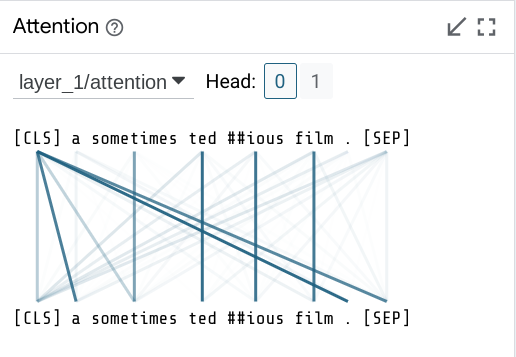 Attention
layer_1/attention Head: 0 1
[CLS] a sometimes ted ##ious film . [SEP]
[CLS] a sometimes ted ##ious film . [SEP]